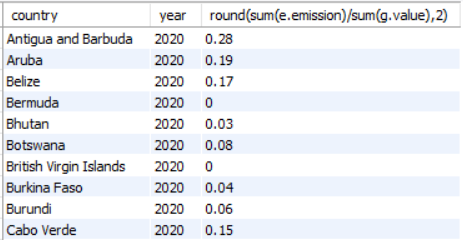 country year round(sum(e.emission)/sum(g.value),2)
Antigua and Barbuda 2020 0.28
Aruba 2020 0.19
Belize 2020 0.17
Bermuda 2020 0
Bhutan 2020 0.03
Botswana 2020 0.08
British Virgin Islands 2020 0
Burkina Faso 2020 0.04
Burundi 2020 0.06
Cabo Verde 2020 0.15